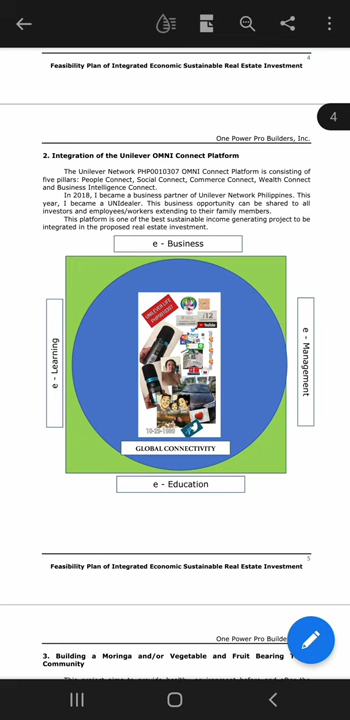 4
Feasibility Plan of Integrated Economic Sustainable Real Estate Investment
4
One Power Pro Builders, Inc.
2. Integration of the Unilever OMNI Connect Platform
The Unilever Network PHP0010307 OMNI Connect Platform is consisting of
five pillars: People Connect, Social Connect, Commerce Connect, Wealth Connect
and Business Intelligence Connect.
In 2018, I became a business partner of Unilever Network Philippines. This
year, I became a UNIdealer. This business opportunity can be shared to all
investors and employees/workers extending to their family members.
This platform is one of the best sustainable income generating project to be
integrated in the proposed real estate investment.
e - Business
e - Learning
UNILEVER LIFE
PHP0010307
112
YouTube
e - Management
GLOBAL CONNECTIVITY
e - Education
5
Feasibility Plan of Integrated Economic Sustainable Real Estate Investment
One Power Pro Builde
3. Building a Moringa and/or Vegetable and Fruit Bearing T
Community